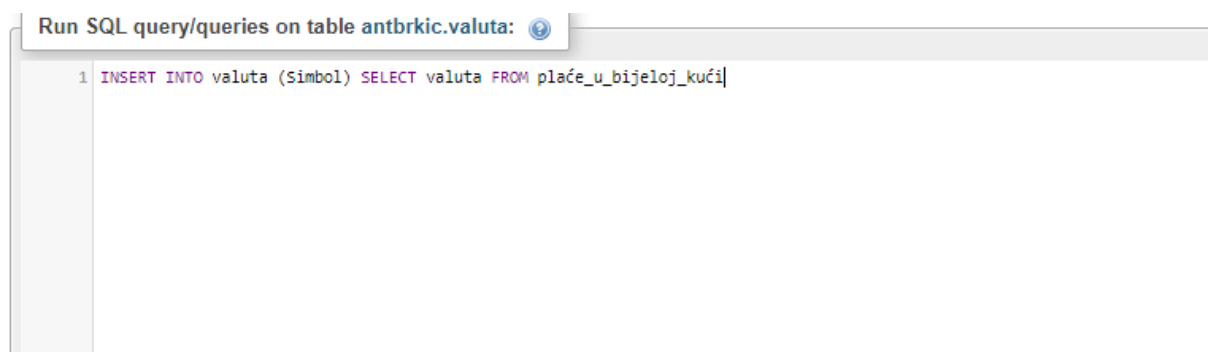 Run SQL query/queries on table antbrkic.valuta:
1 INSERT INTO valuta (Simbol) SELECT valuta FROM plaće_u_bijeloj_kući